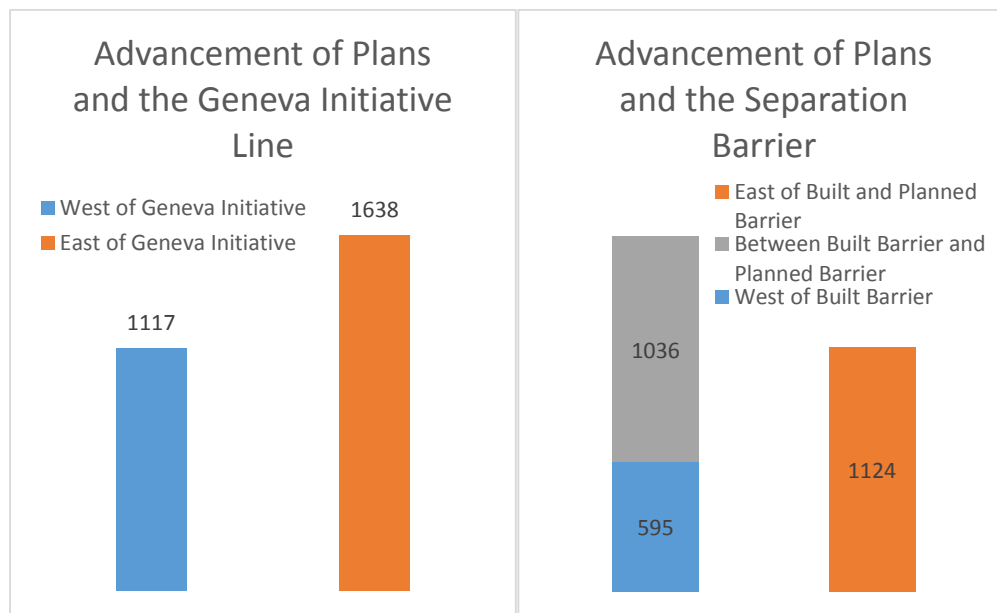 Advancement of Plans
and the Geneva Initiative
Line
West of Geneva Initiative
East of Geneva Initiative
1638
1117
Advancement of Plans
and the Separation
Barrier
East of Built and Planned
Barrier
Between Built Barrier and
Planned Barrier
West of Built Barrier
1036
595
1124